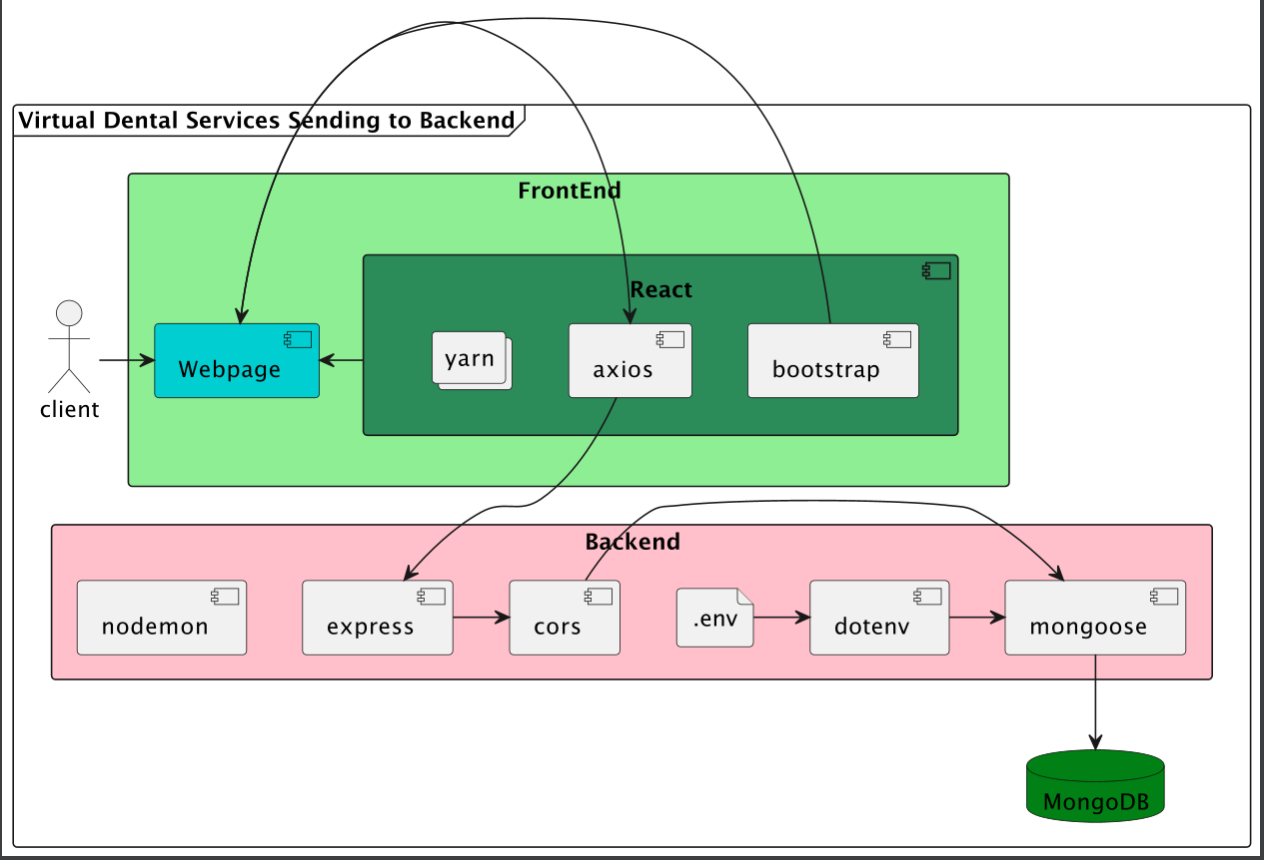 Virtual Dental Services Sending to Backend
FrontEnd
React
client
Webpage
yarn
axios
bootstrap
Backend
nodemon
express
cors
.env
dotenv
mongoose
MongoDB